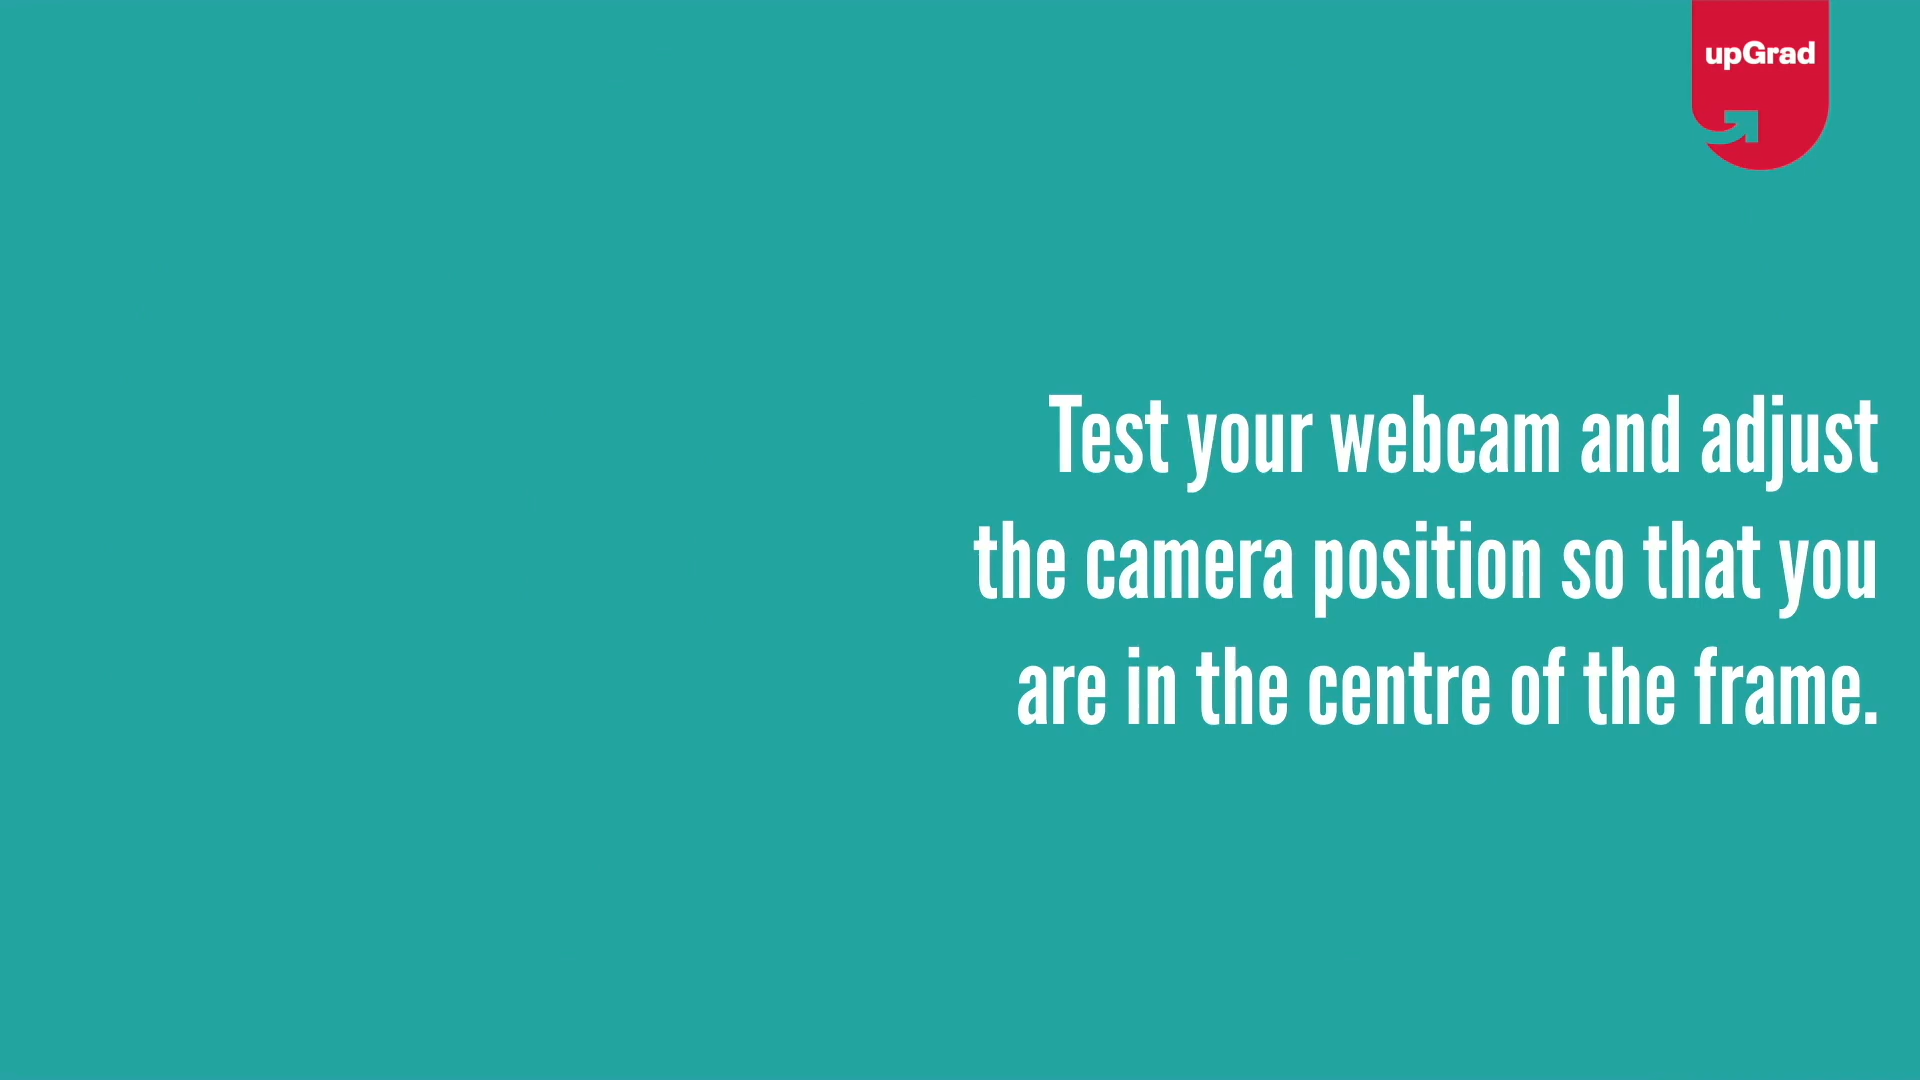 upGrad
Test your webcam and adjust
the camera position so that you
are in the centre of the frame.